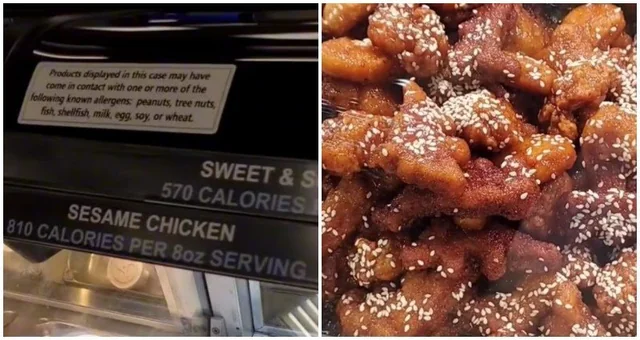 Products displayed in this case may have
come in contact with one or more of the
following known allergens: peanuts, tree nuts,
fish, shellfish, milk, egg, soy, or wheat.
SWEET & S
570 CALORIES
SESAME CHICKEN
810 CALORIES PER 8oz SERVING